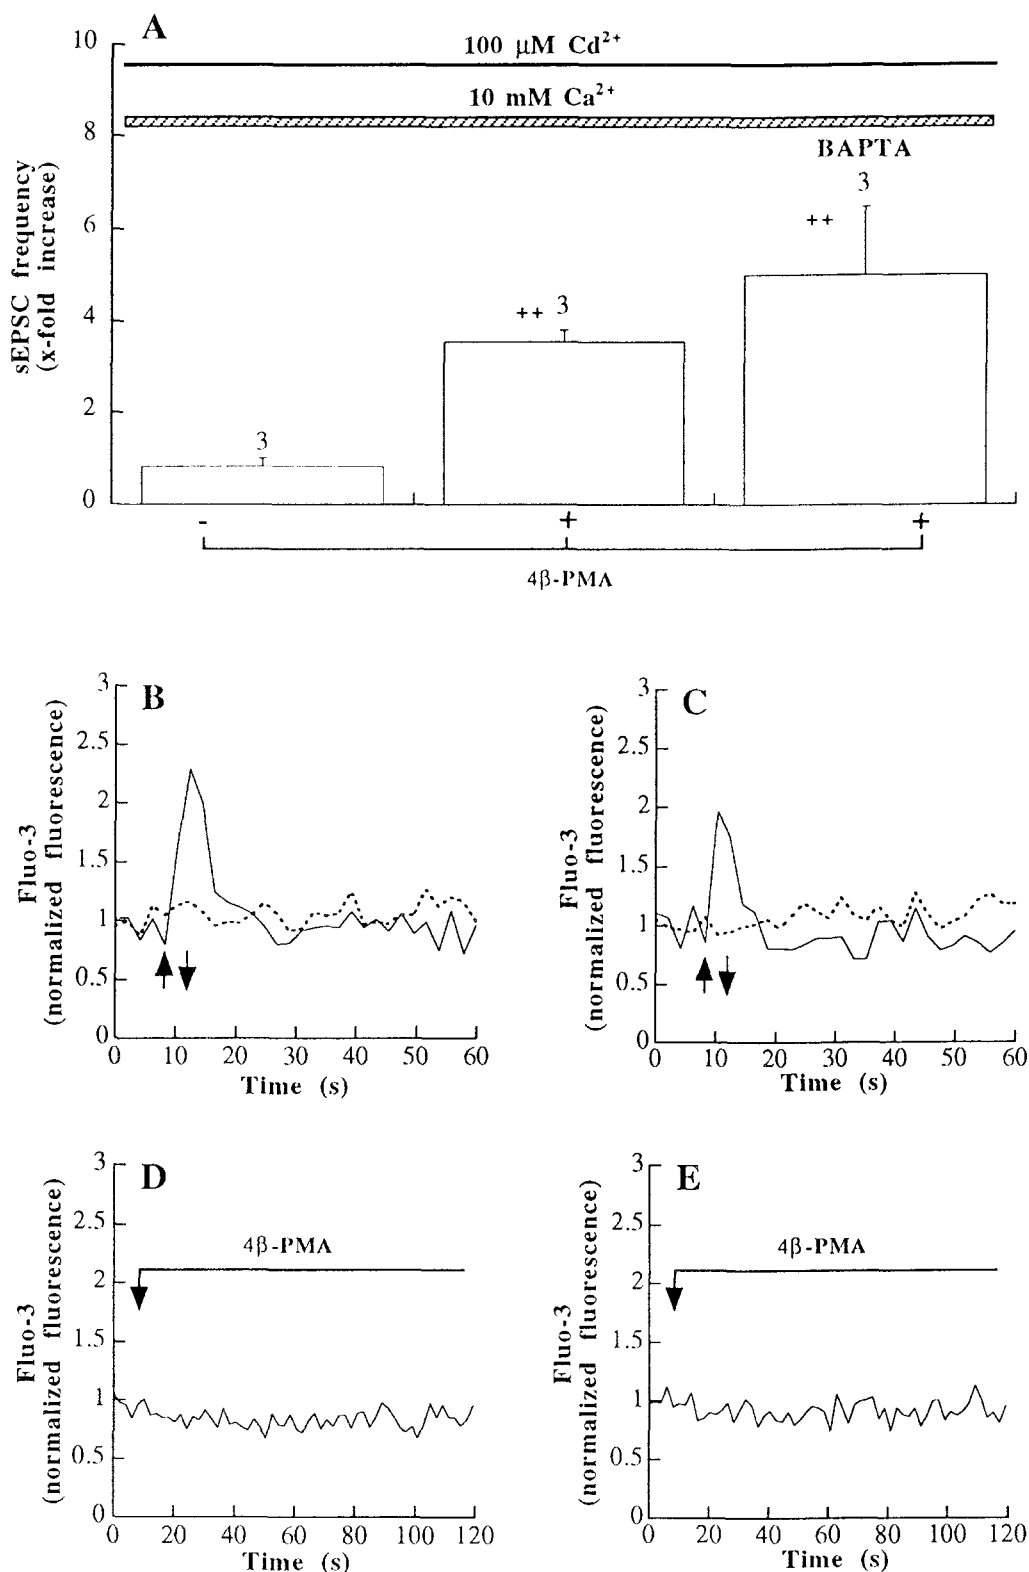 A
100 μM Cd²⁺
10 mM Ca²⁺
BAPTA
sEPSC frequency
(x-fold increase)
10
8
6
4
2
0
3
++ 3
++ 3
- + +
4β-PMA
B
Fluo-3
(normalized fluorescence)
3
2.5
2
1.5
1
0.5
0
0 10 20 30 40 50 60
Time (s)
C
Fluo-3
(normalized fluorescence)
3
2.5
2
1.5
1
0.5
0
0 10 20 30 40 50 60
Time (s)
D
4β-PMA
Fluo-3
(normalized fluorescence)
3
2.5
2
1.5
1
0.5
0
0 20 40 60 80 100 120
Time (s)
E
4β-PMA
Fluo-3
(normalized fluorescence)
3
2.5
2
1.5
1
0.5
0
0 20 40 60 80 100 120
Time (s)